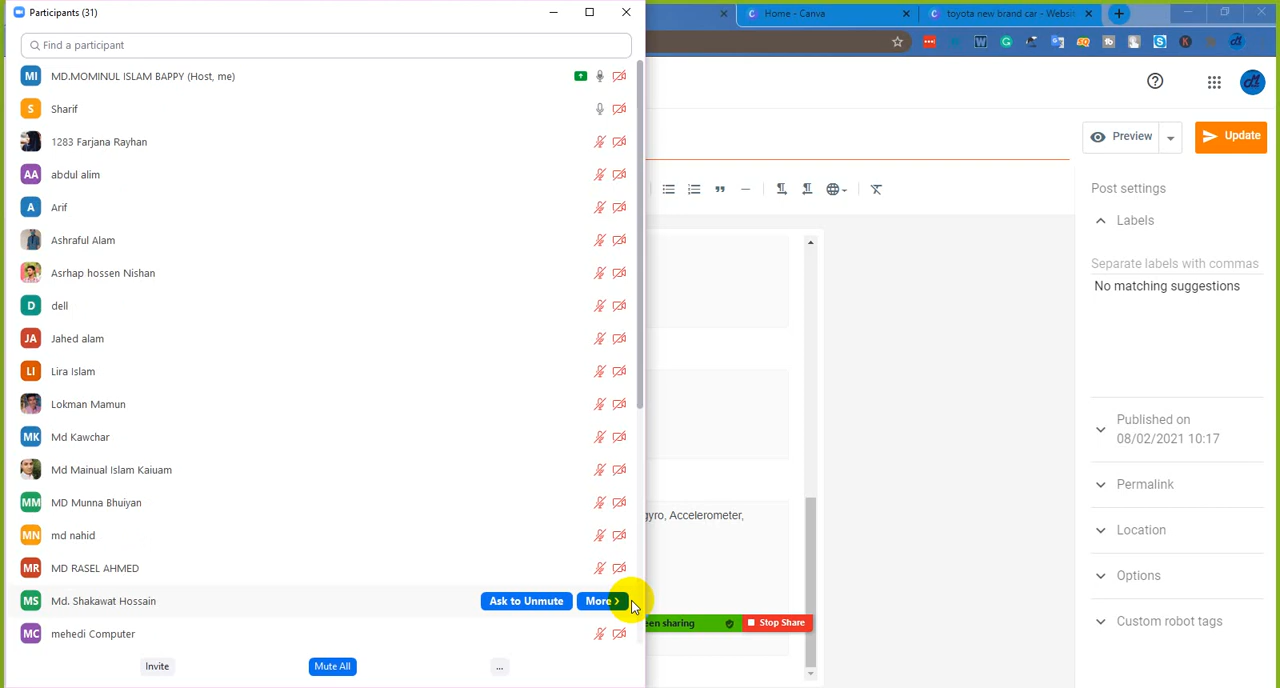 Participants (31)
Find a participant
MI MD.MOMINUL ISLAM BAPPY (Host, me)
S Sharif
1283 Farjana Rayhan
AA abdul alim
A Arif
Ashraful Alam
Asrhap hossen Nishan
D dell
JA Jahed alam
LI Lira Islam
Lokman Mamun
MK Md Kawchar
Md Mainual Islam Kaiuam
MM MD Munna Bhuiyan
MN md nahid
MR MD RASEL AHMED
MS Md. Shakawat Hossain Ask to Unmute More >
MC mehedi Computer
Invite Mute All ...
Home - Canva
toyota new brand car - Websit
Preview Update
Post settings
Labels
Separate labels with commas
No matching suggestions
Published on
08/02/2021 10:17
Permalink
Location
Options
Custom robot tags
gyro, Accelerometer,
een sharing Stop Share